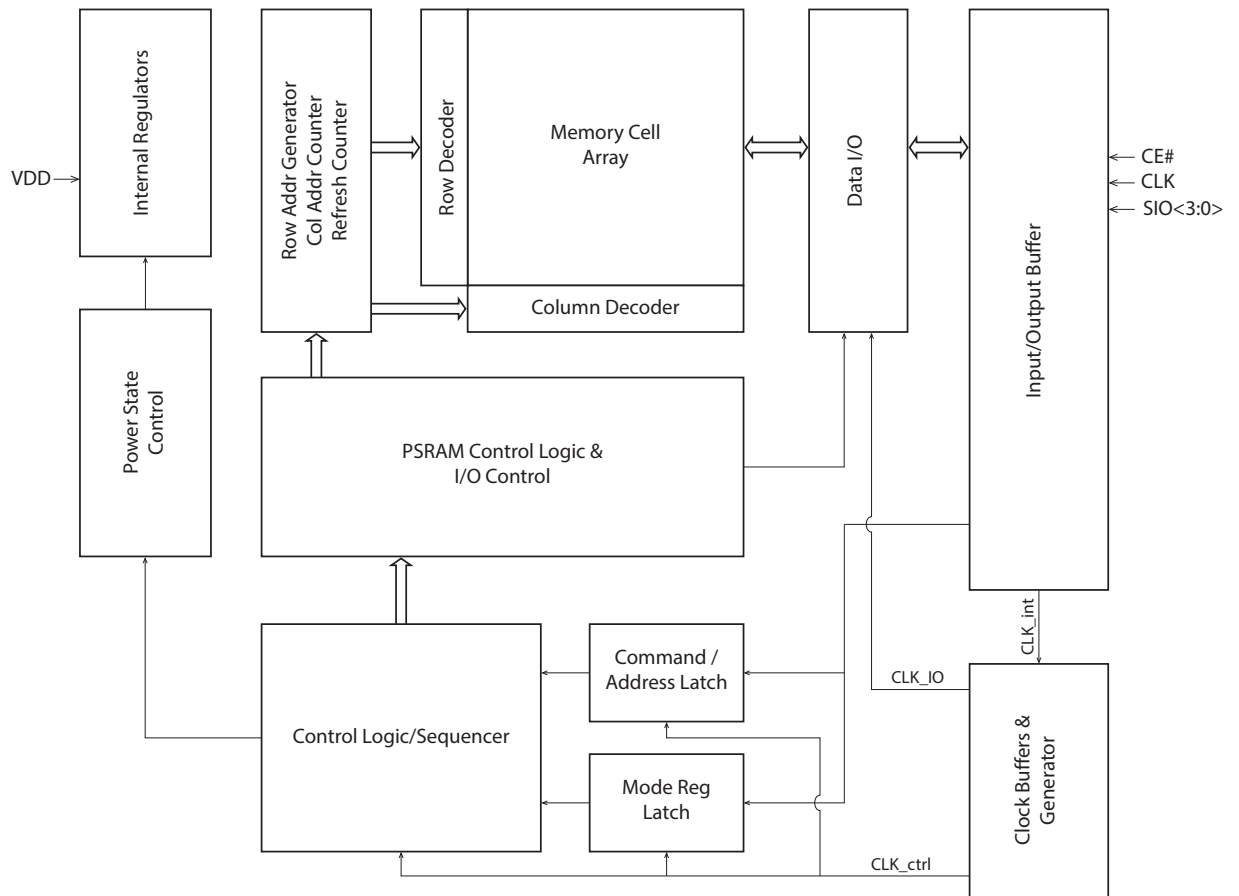 Internal Regulators
VDD
Power State
Control
Row Addr Generator
Col Addr Counter
Refresh Counter
Row Decoder
Memory Cell
Array
Column Decoder
Data I/O
Input/Output Buffer
CE#
CLK
SIO<3:0>
PSRAM Control Logic &
I/O Control
Control Logic/Sequencer
Command /
Address Latch
Mode Reg
Latch
CLK_int
CLK_IO
CLK_ctrl
Clock Buffers &
Generator